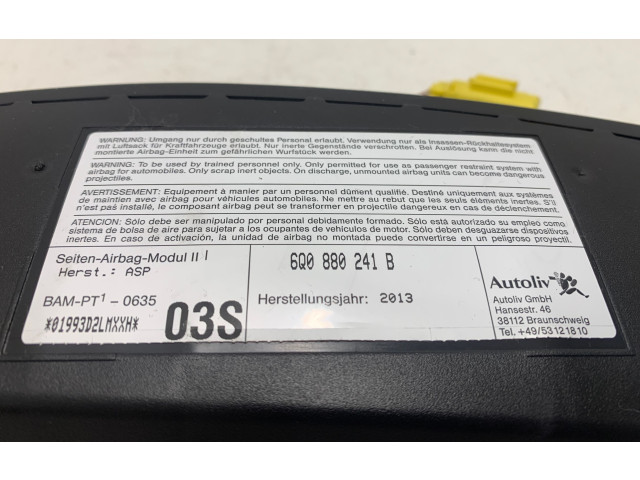 WARNUNG: Umgang nur durch geschultes Personal erlaubt. Verwendung nur als Insassen-Rückhaltesystem
mit Luftsack für Kraftfahrzeuge erlaubt. Nur inerte Gegenstände verschrotten. Bei Auslösung kann die nicht
montierte Airbag-Einheit zum gefährlichen Wurfstück werden.
WARNING: To be used by trained personnel only. Only permitted for use as passenger restraint system with
airbag for automobiles. Only scrap inert objects. On discharge, unmounted airbag units can become dangerous
projectiles.
AVERTISSEMENT: Equipement à manier par un personnel dûment qualifié. Destiné uniquement aux systèmes
de maintien avec airbag pour véhicules automobiles. Ne mettre au rebut que les seuls éléments inertes. S'il
n'est pas monté, le groupe airbag peut se transformer en projectile dangereux en cas de déclenchement.
ATENCION: Sólo debe ser manipulado por personal debidamente formado. Sólo está autorizado su empleo como
sistema de bolsa de aire para sujetar a los ocupantes de vehículos de motor. Sólo deben desguazarse dispositivos
inertes. En caso de activación, la unidad de airbag no montada puede convertirse en un peligroso proyectil.
Seiten-Airbag-Modul II l
Herst.: ASP
6Q0 880 241 B
Autoliv
BAM-PT1 - 0635
03S
Herstellungsjahr: 2013
Autoliv GmbH
Hansestr. 46
38112 Braunschweig
Tel. +49/53121810
*01993D2LMXXH*